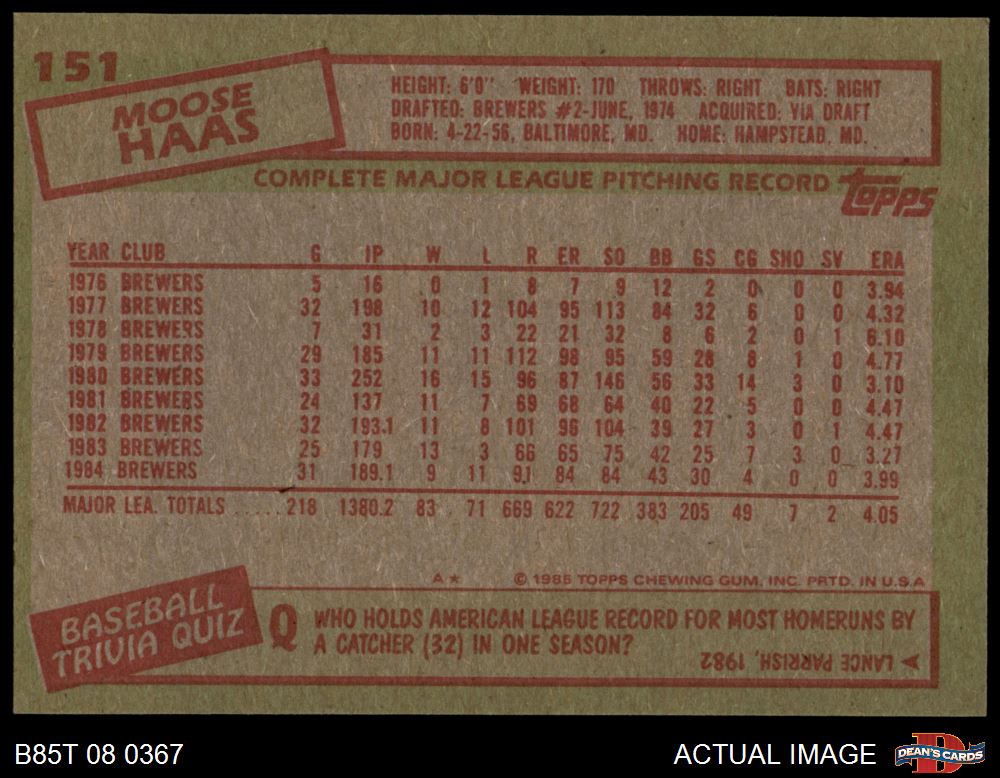 151
MOOSE
HAAS
HEIGHT: 6'0" WEIGHT: 170 THROWS: RIGHT BATS: RIGHT
DRAFTED: BREWERS #2-JUNE, 1974 ACQUIRED: VIA DRAFT
BORN: 4-22-56, BALTIMORE, MD. HOME: HAMPSTEAD, MD.
COMPLETE MAJOR LEAGUE PITCHING RECORD
topps
YEAR CLUB G IP W L R ER SO BB GS CG SHO SV ERA
1976 BREWERS 5 16 0 1 8 7 9 12 2 0 0 0 3.94
1977 BREWERS 32 198 10 12 104 95 113 84 32 6 0 0 4.32
1978 BREWERS 7 31 2 3 22 21 32 8 6 2 0 1 6.10
1979 BREWERS 29 185 11 11 112 98 95 59 28 8 1 0 4.77
1980 BREWERS 33 252 16 15 96 87 146 56 33 14 3 0 3.10
1981 BREWERS 24 137 11 7 69 68 64 40 22 5 0 0 4.47
1982 BREWERS 32 193.1 11 8 101 96 104 39 27 3 0 1 4.47
1983 BREWERS 25 179 13 3 66 65 75 42 25 7 3 0 3.27
1984 BREWERS 31 189.1 9 11 91 84 84 43 30 4 0 0 3.99
MAJOR LEA. TOTALS .....218 1380.2 83 71 669 622 722 383 205 49 7 2 4.05
A★ © 1985 TOPPS CHEWING GUM, INC. PRTD. IN U.S.A
BASEBALL
TRIVIA QUIZ
Q WHO HOLDS AMERICAN LEAGUE RECORD FOR MOST HOMERUNS BY
A CATCHER (32) IN ONE SEASON?
A LANCE PARRISH, 1982
B85T 08 0367
ACTUAL IMAGE
D
DEAN'S CARDS